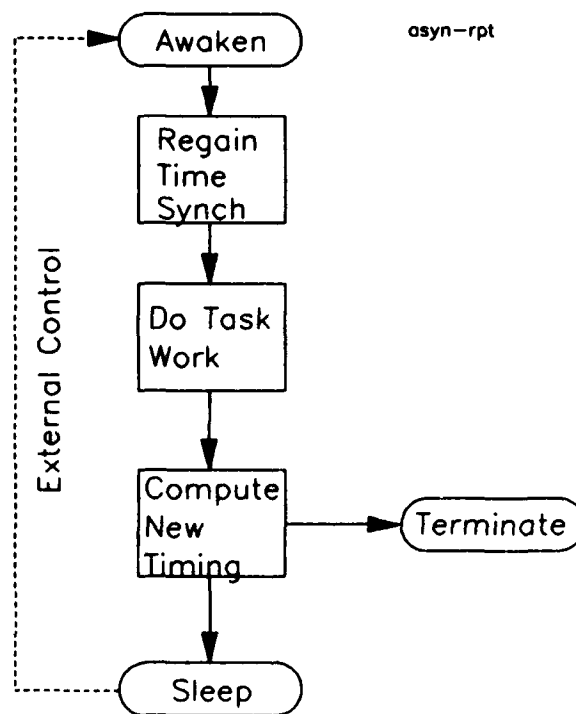 asyn-rpt
Awaken
Regain
Time
Synch
External Control
Do Task
Work
Compute
New
Timing
Terminate
Sleep